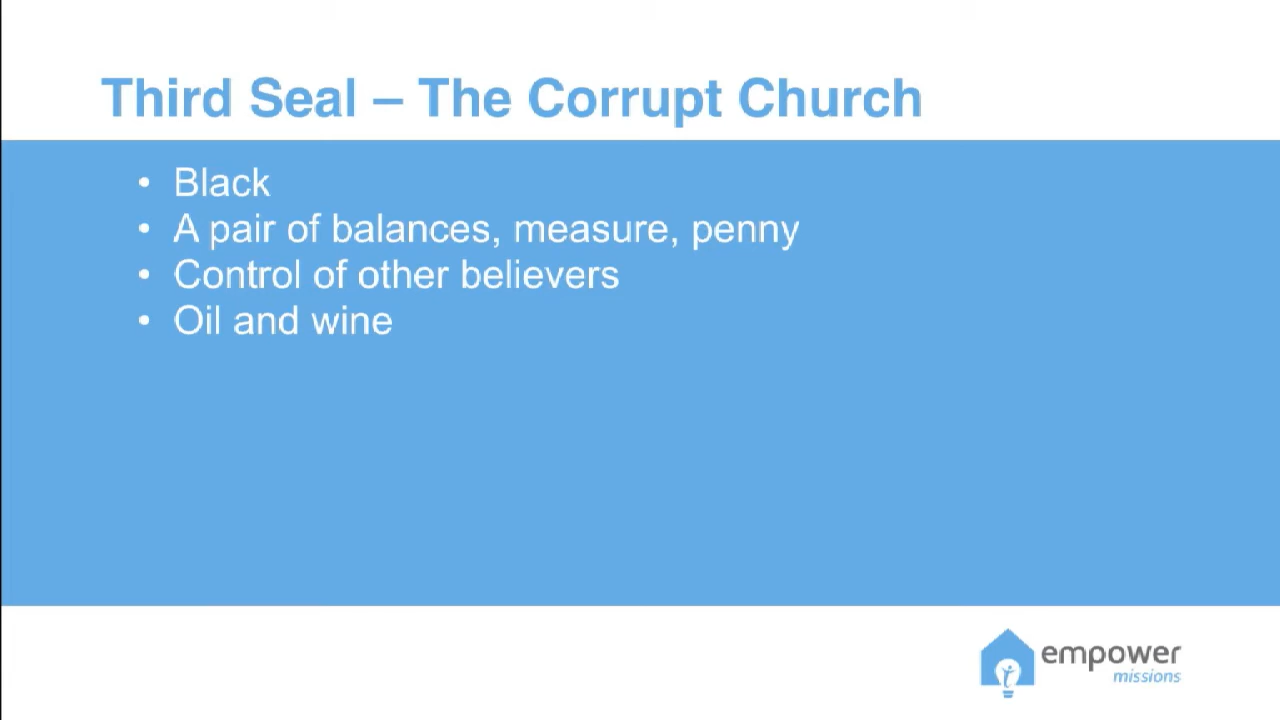 Third Seal – The Corrupt Church
• Black
• A pair of balances, measure, penny
• Control of other believers
• Oil and wine
empower
missions